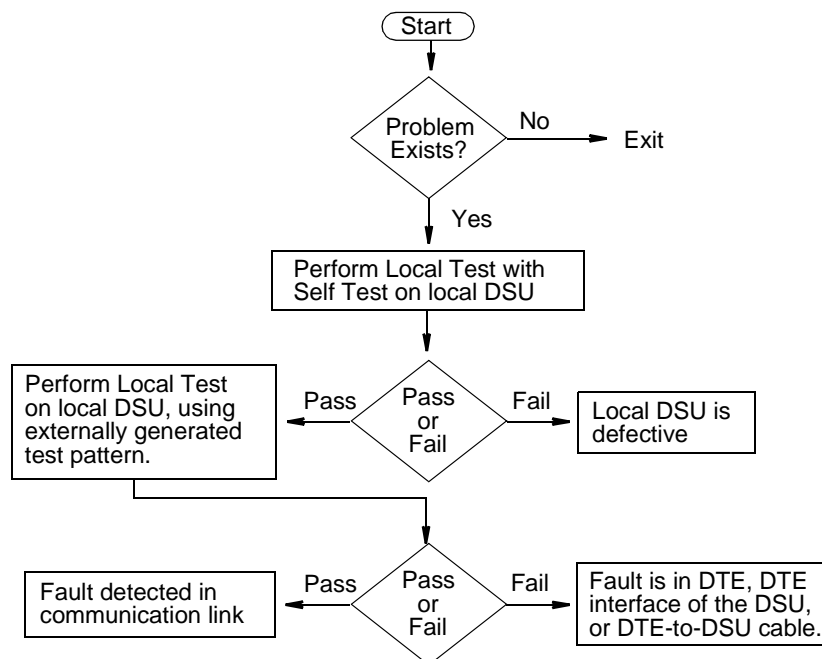 Start
Problem
Exists?
No
Exit
Yes
Perform Local Test with
Self Test on local DSU
Perform Local Test
on local DSU, using
externally generated
test pattern.
Pass
Pass
or
Fail
Fail
Local DSU is
defective
Fault detected in
communication link
Pass
Pass
or
Fail
Fail
Fault is in DTE, DTE
interface of the DSU,
or DTE-to-DSU cable.